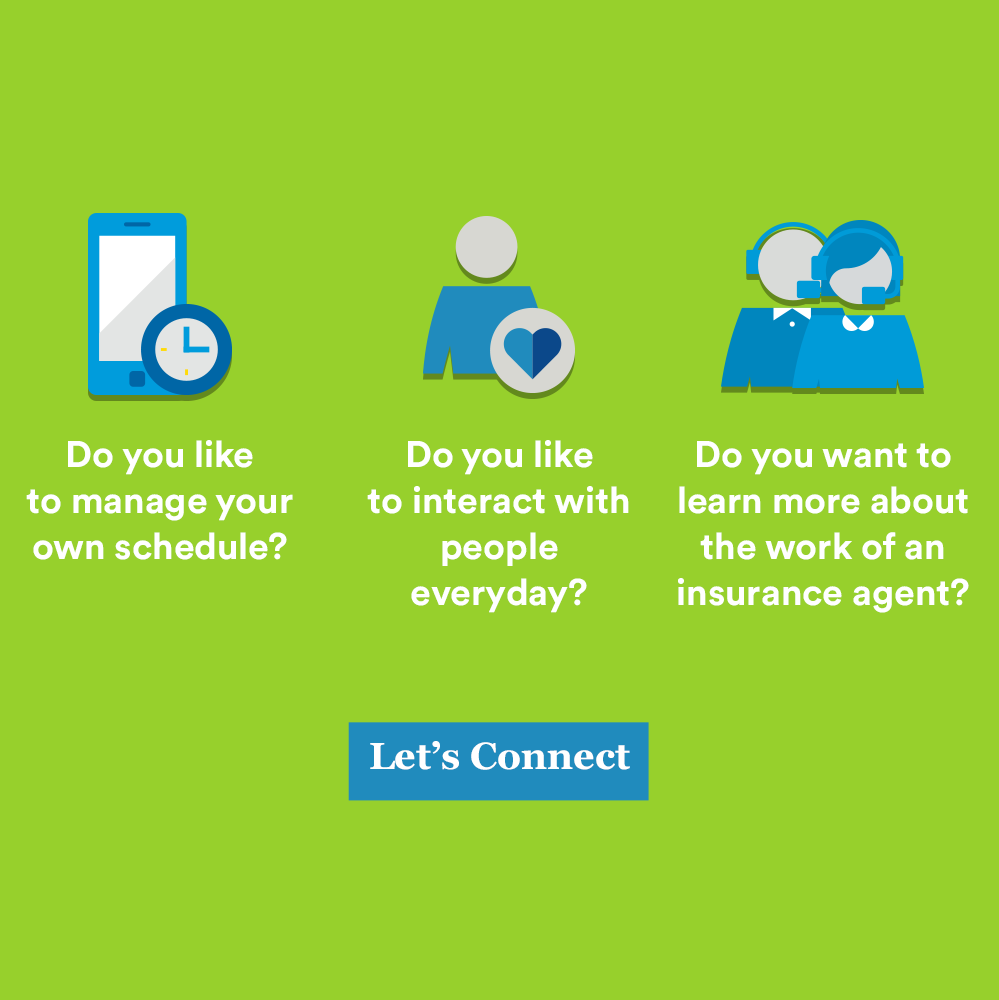 Do you like
to manage your
own schedule?
Do you like
to interact with
people
everyday?
Do you want to
learn more about
the work of an
insurance agent?
Let’s Connect